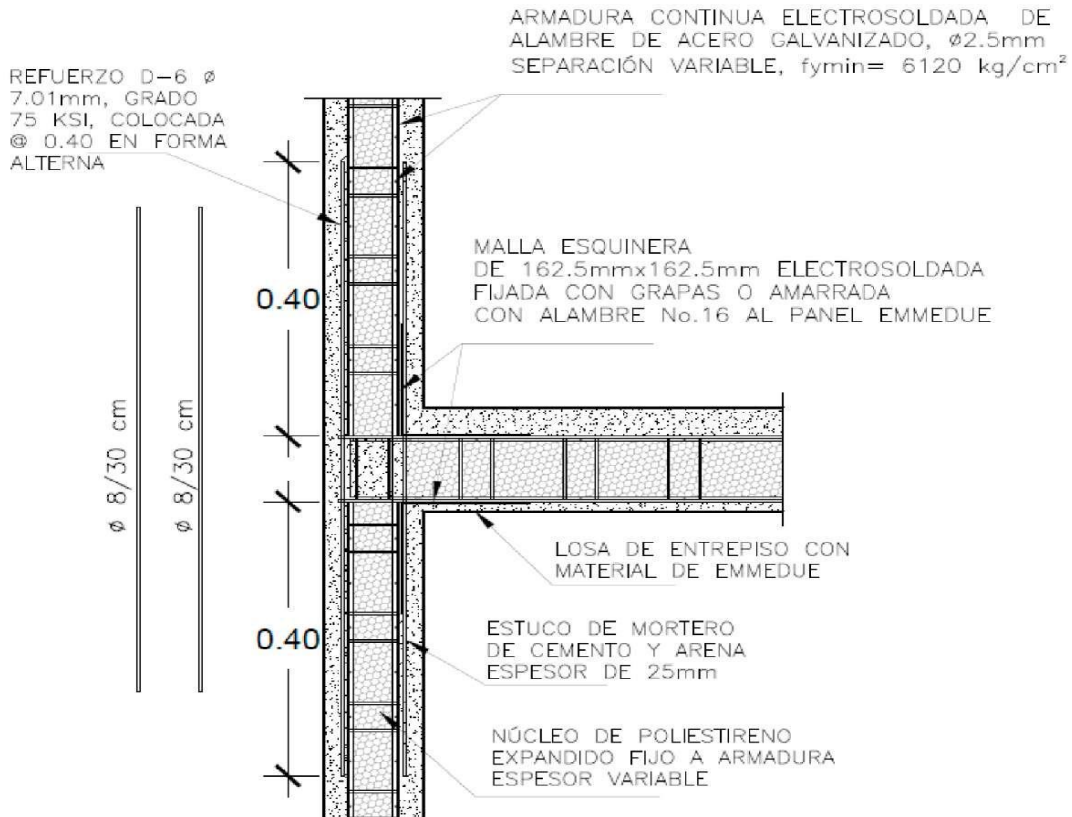 ARMADURA CONTINUA ELECTROSOLDADA DE
ALAMBRE DE ACERO GALVANIZADO, ø2.5mm
SEPARACIÓN VARIABLE, fymin= 6120 kg/cm²
REFUERZO D-6 ø
7.01mm, GRADO
75 KSI, COLOCADA
@ 0.40 EN FORMA
ALTERNA
MALLA ESQUINERA
DE 162.5mmx162.5mm ELECTROSOLDADA
FIJADA CON GRAPAS O AMARRADA
CON ALAMBRE No.16 AL PANEL EMMEDUE
0.40
ø 8/30 cm
ø 8/30 cm
LOSA DE ENTREPISO CON
MATERIAL DE EMMEDUE
0.40
ESTUCO DE MORTERO
DE CEMENTO Y ARENA
ESPESOR DE 25mm
NÚCLEO DE POLIESTIRENO
EXPANDIDO FIJO A ARMADURA
ESPESOR VARIABLE